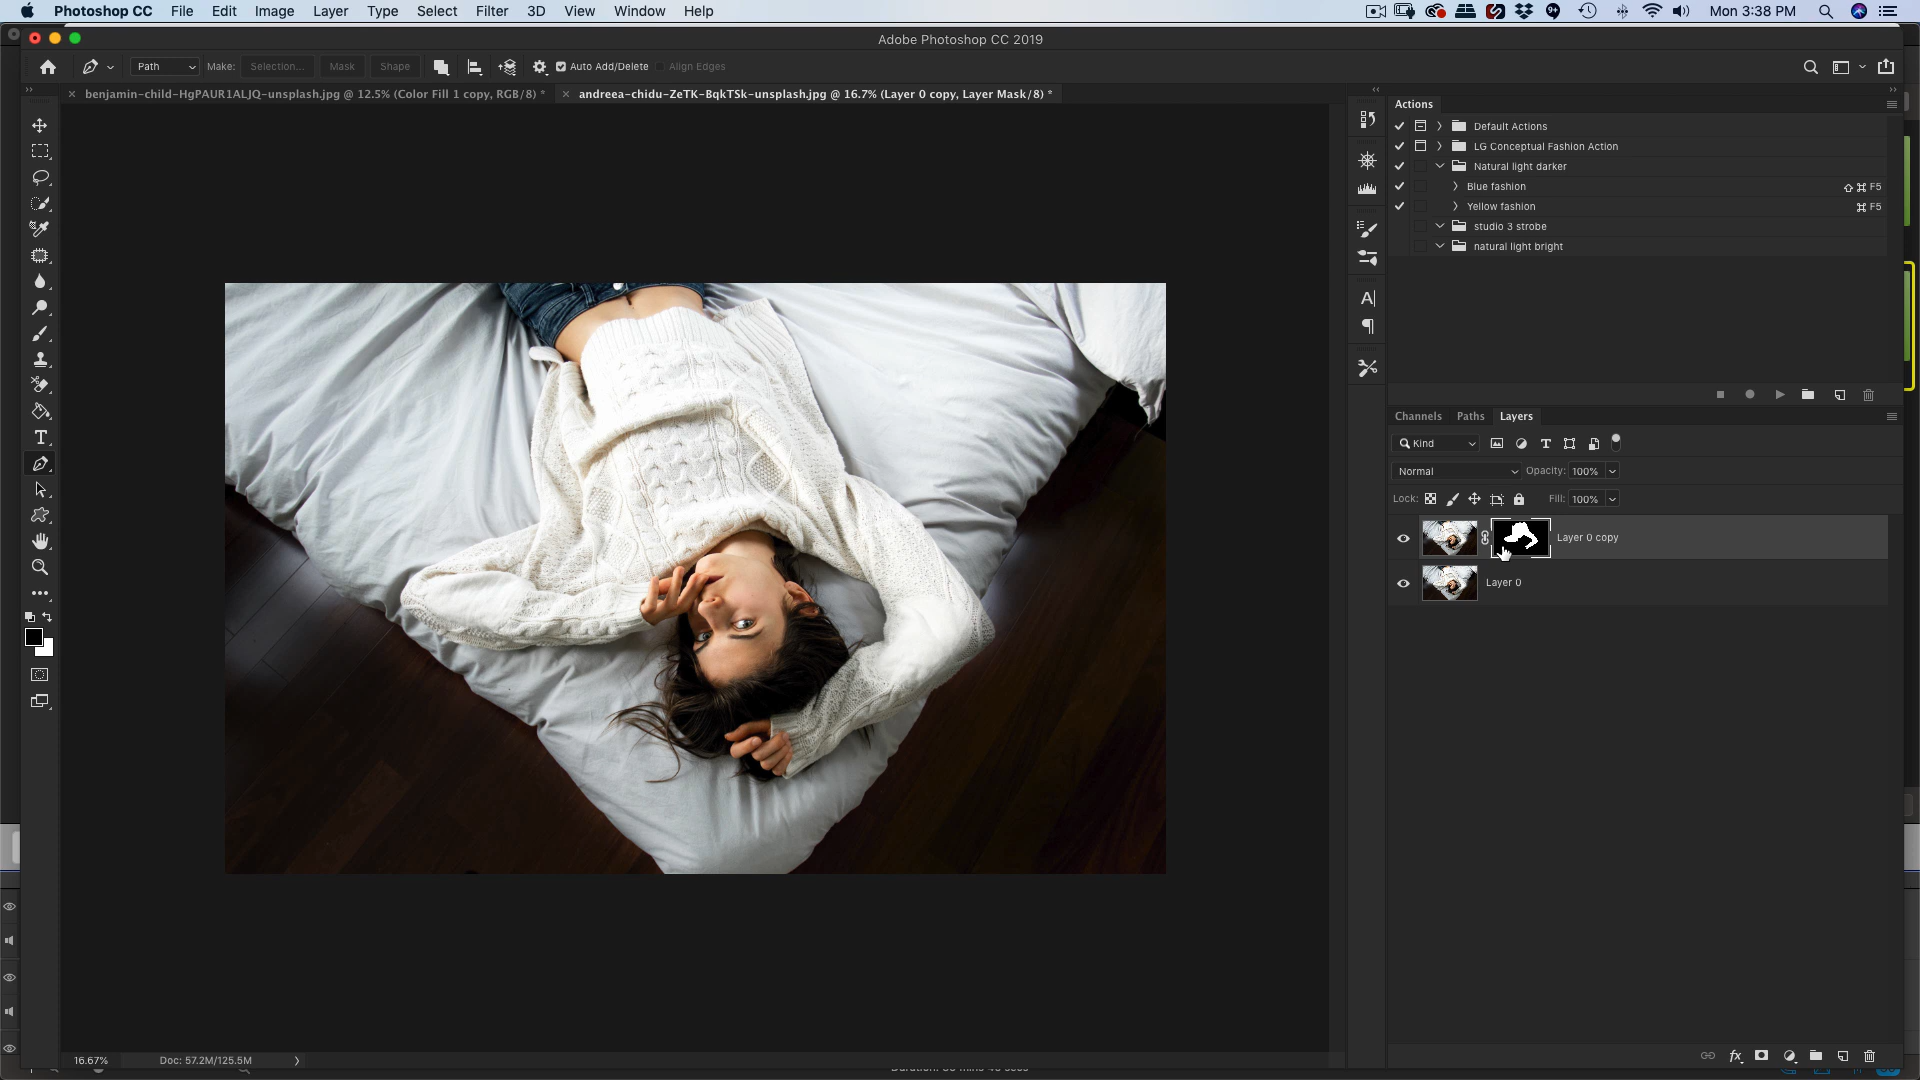 Photoshop CC File Edit Image Layer Type Select Filter 3D View Window Help 9+ Mon 3:38 PM
Adobe Photoshop CC 2019
Path Make: Selection... Mask Shape Auto Add/Delete Align Edges
benjamin-child-HgPAUR1ALJQ-unsplash.jpg @ 12.5% (Color Fill 1 copy, RGB/8) * andreea-chidu-ZeTK-BqkTSk-unsplash.jpg @ 16.7% (Layer 0 copy, Layer Mask/8) *
Actions
Default Actions
LG Conceptual Fashion Action
Natural light darker
Blue fashion F5
Yellow fashion F5
studio 3 strobe
natural light bright
Channels Paths Layers
Kind
Normal Opacity: 100%
Lock: Fill: 100%
Layer 0 copy
Layer 0
16.67% Doc: 57.2M/125.5M